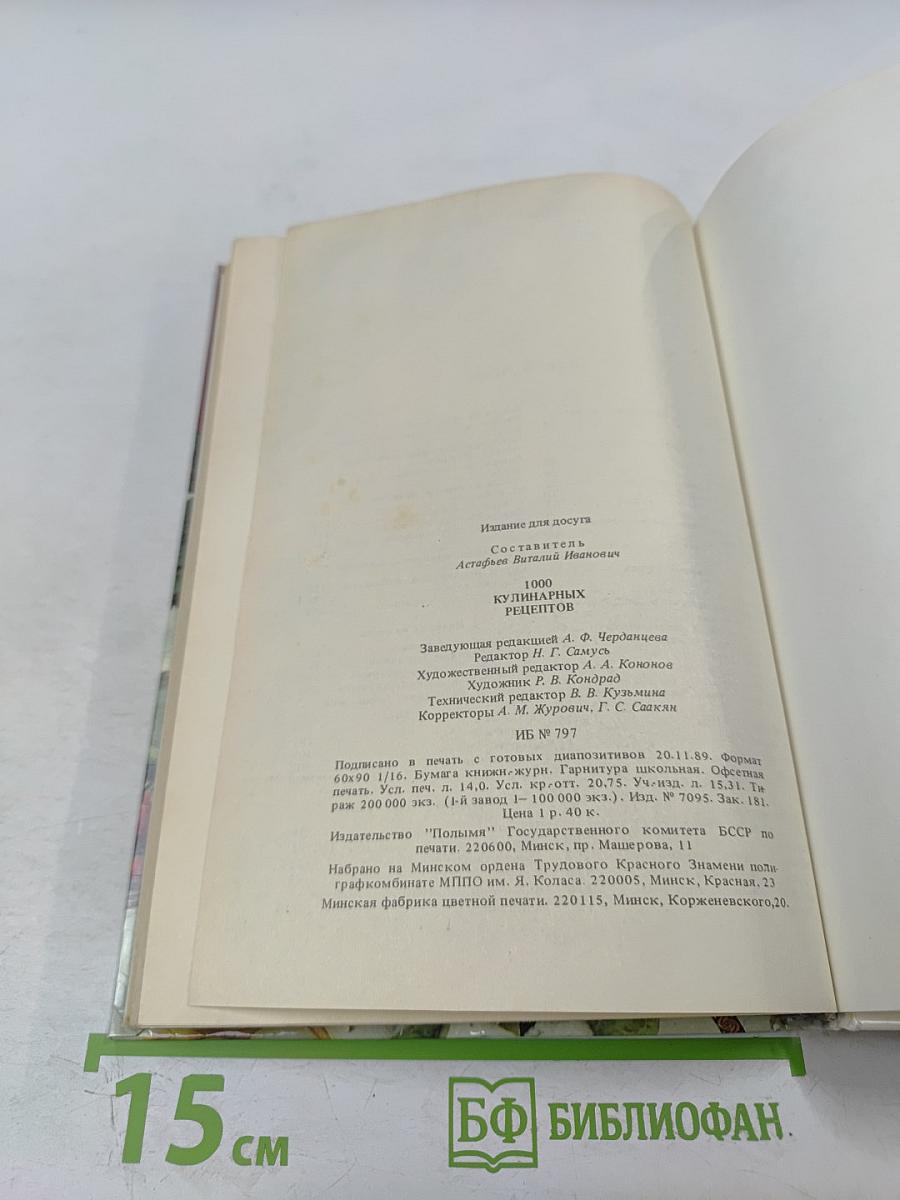 Издание для досуга
Составитель
Астафьев Виталий Иванович
1000
КУЛИНАРНЫХ
РЕЦЕПТОВ
Заведующая редакцией А. Ф. Черданцева
Редактор Н. Г. Самусь
Художественный редактор А. А. Кононов
Художник Р. В. Кондрад
Технический редактор В. В. Кузьмина
Корректоры А. М. Журович, Г. С. Саакян
ИБ № 797
Подписано в печать с готовых диапозитивов 20.11.89. Формат
60х90 1/16. Бумага книжн.-журн. Гарнитура школьная. Офсетная
печать. Усл. печ. л. 14,0. Усл. кр.-отт. 20,75. Уч.-изд. л. 15,31. Ти-
раж 200 000 экз. (1-й завод 1— 100 000 экз.). Изд. № 7095. Зак. 181.
Цена 1 р. 40 к.
Издательство "Полымя" Государственного комитета БССР по
печати. 220600, Минск, пр. Машерова, 11
Набрано на Минском ордена Трудового Красного Знамени поли-
графкомбинате МППО им. Я. Коласа. 220005, Минск, Красная, 23
Минская фабрика цветной печати. 220115, Минск, Корженевского,20.
15 см
БФ БИБЛИОФАН